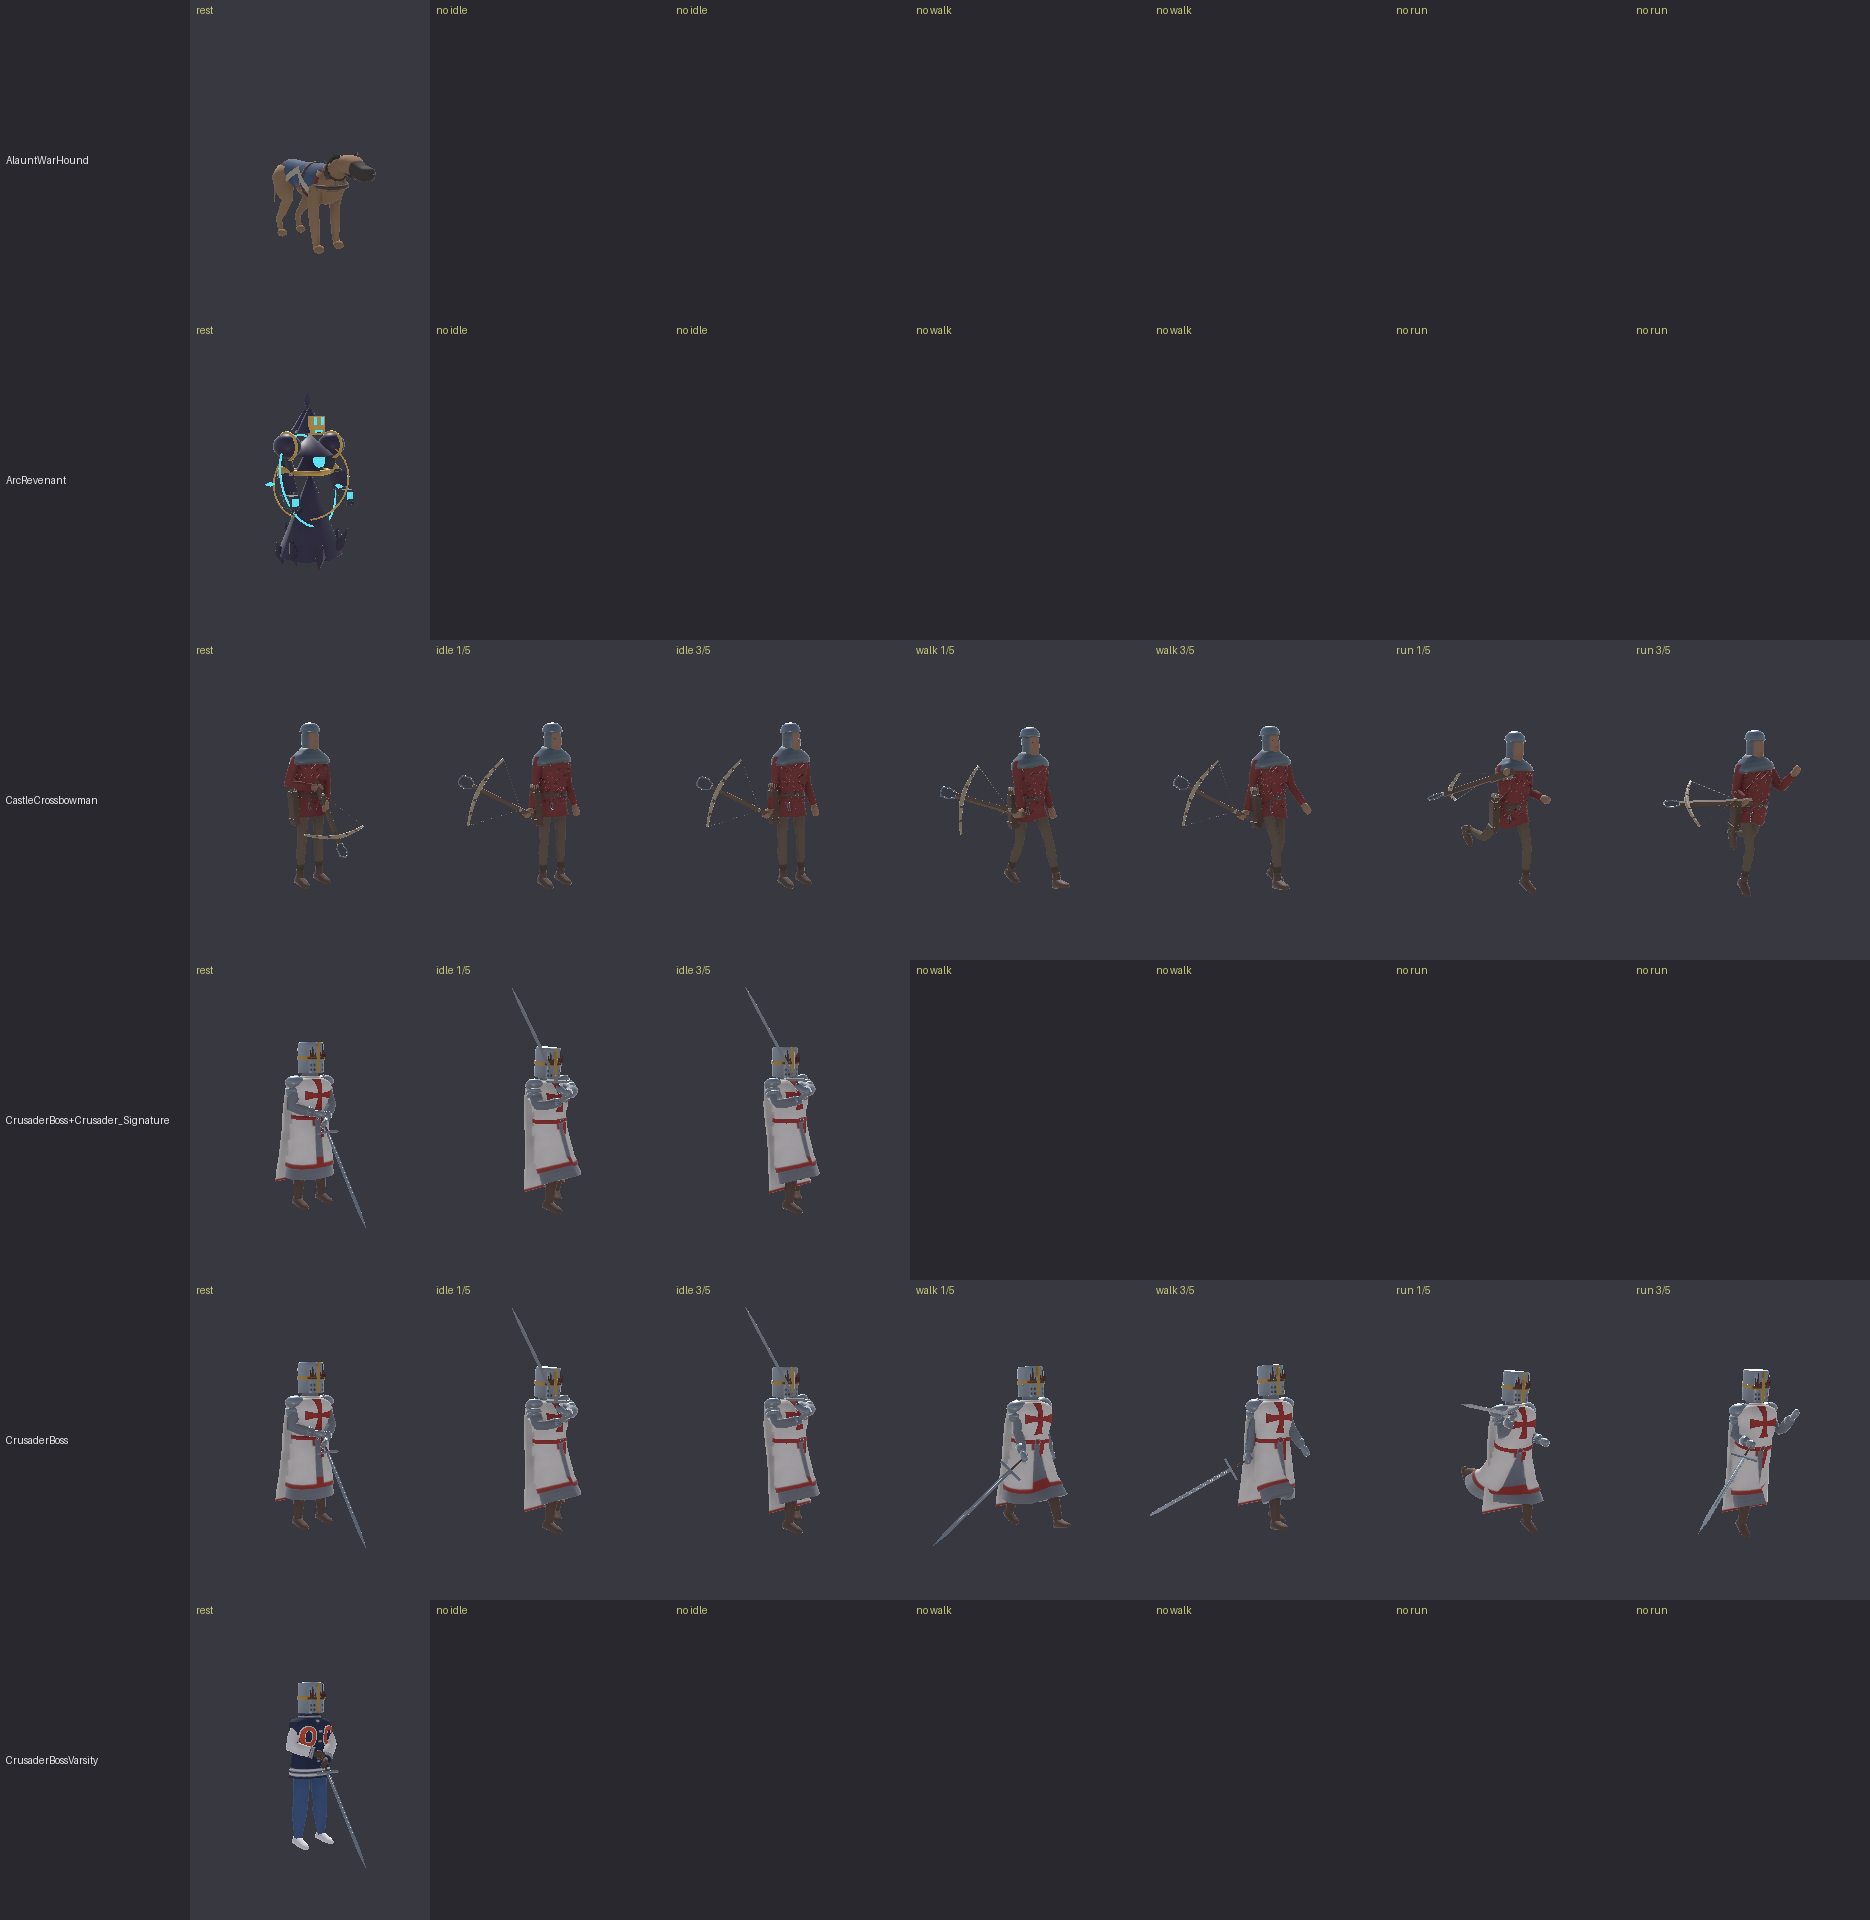 rest no idle no idle no walk no walk no run no run
AlauntWarHound
rest no idle no idle no walk no walk no run no run
ArcRevenant
rest idle 1/5 idle 3/5 walk 1/5 walk 3/5 run 1/5 run 3/5
CastleCrossbowman
rest idle 1/5 idle 3/5 no walk no walk no run no run
CrusaderBoss+Crusader_Signature
rest idle 1/5 idle 3/5 walk 1/5 walk 3/5 run 1/5 run 3/5
CrusaderBoss
rest no idle no idle no walk no walk no run no run
CrusaderBossVarsity